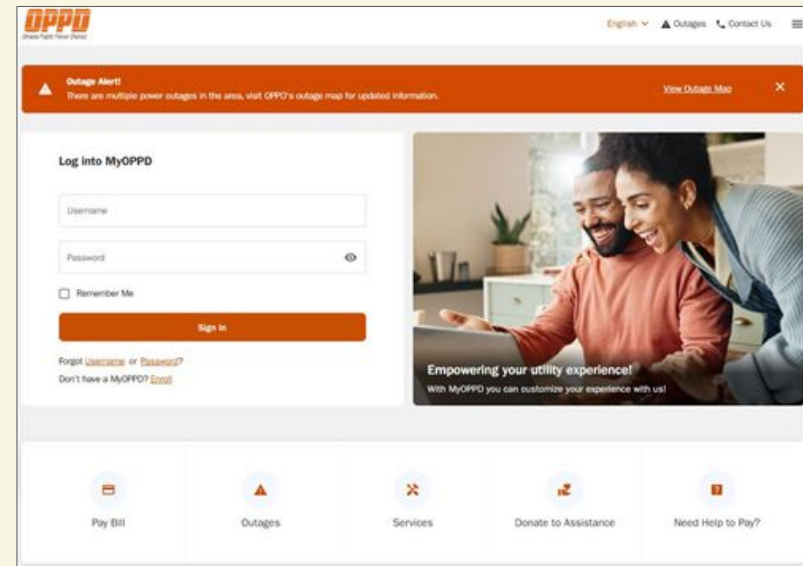 OPPD
Omaha Public Power District
English
Outages
Contact Us
Outage Alert!
There are multiple power outages in the area, visit OPPD's outage map for updated information.
View Outage Map
Log into MyOPPD
Username
Password
Remember Me
Sign In
Forgot Username or Password?
Don't have a MyOPPD? Enroll
Empowering your utility experience!
With MyOPPD you can customize your experience with us!
Pay Bill
Outages
Services
Donate to Assistance
Need Help to Pay?